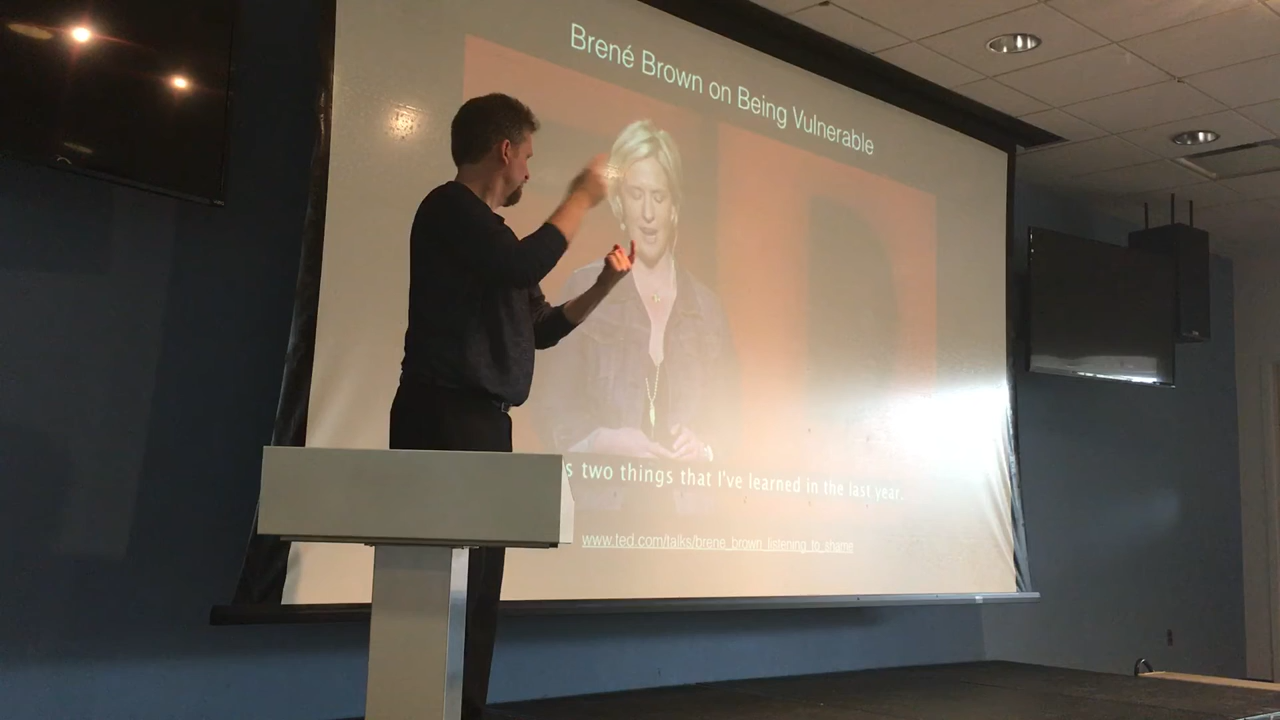 Brené Brown on Being Vulnerable
s two things that I've learned in the last year.
www.ted.com/talks/brene_brown_listening_to_shame